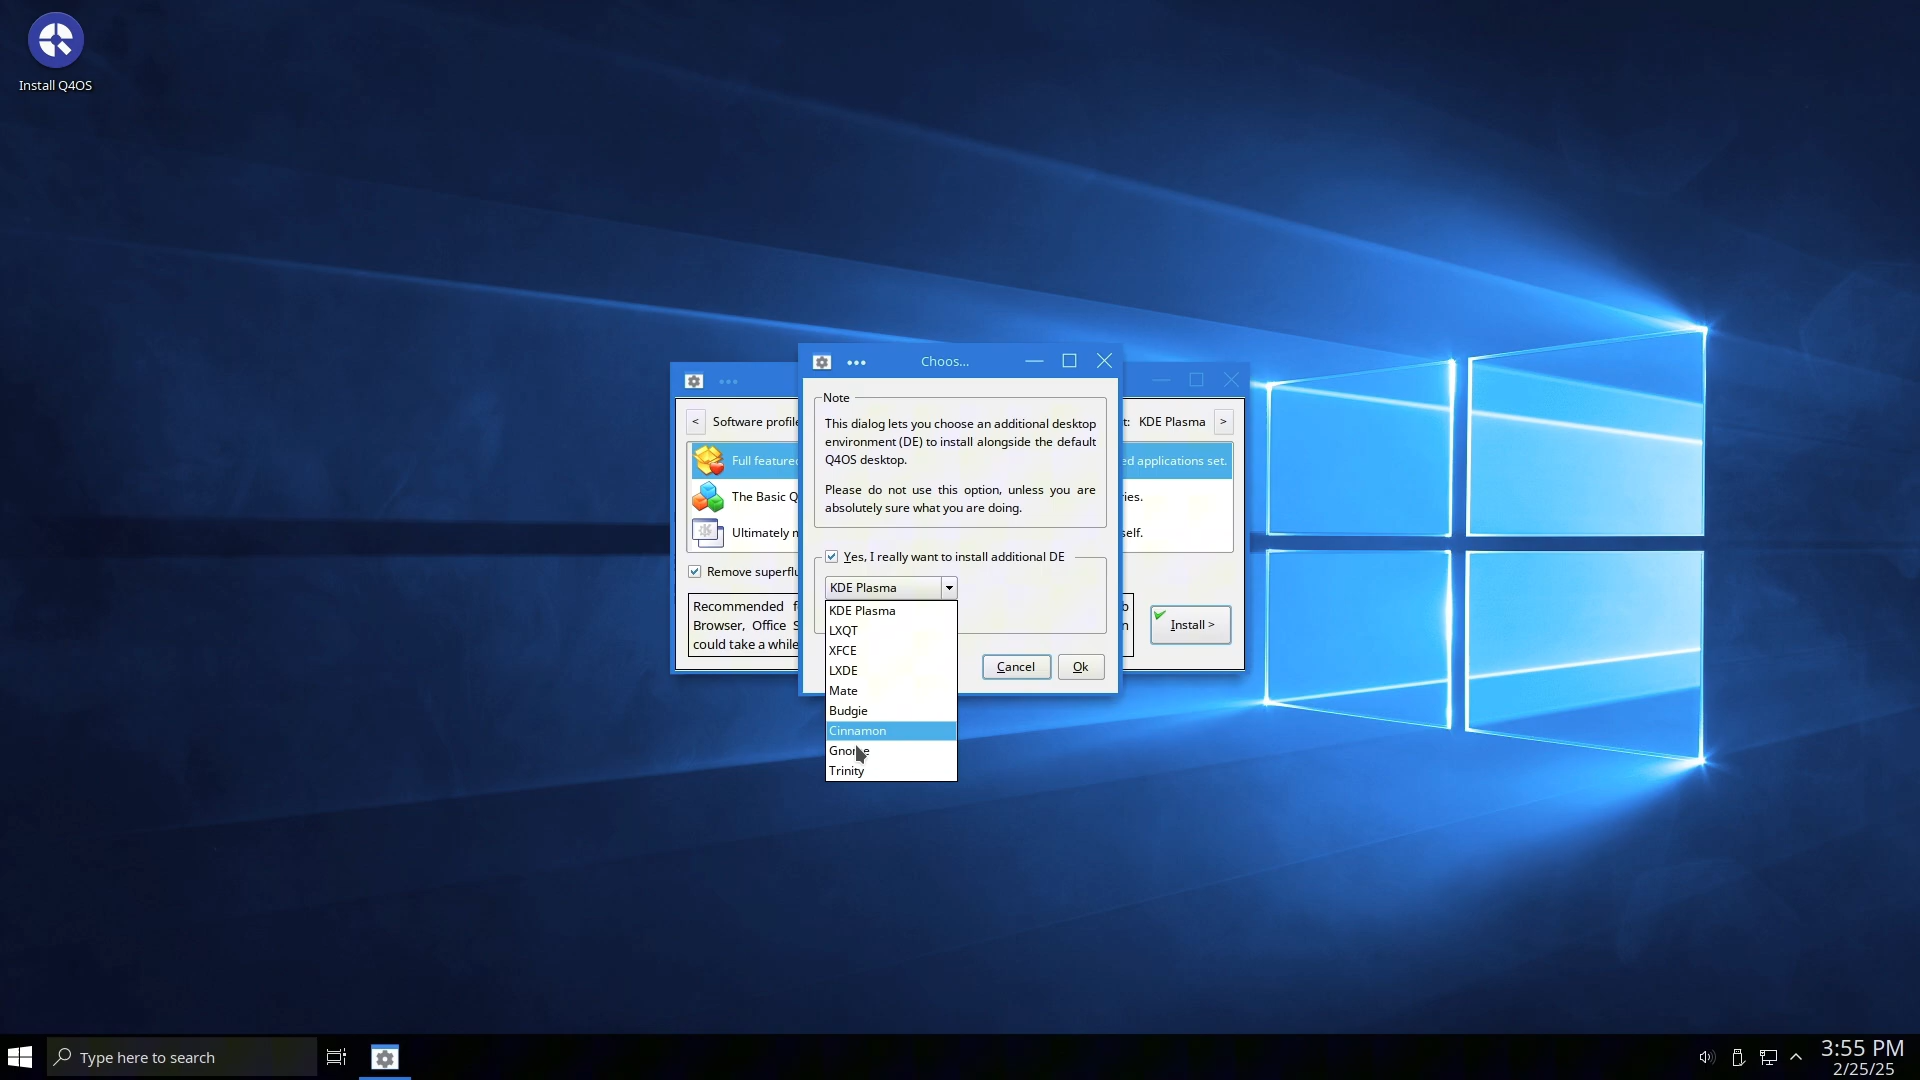 Install Q4OS
Choos...
Note
This dialog lets you choose an additional desktop
environment (DE) to install alongside the default
Q4OS desktop.
Please do not use this option, unless you are
absolutely sure what you are doing.
Yes, I really want to install additional DE
KDE Plasma
KDE Plasma
LXQT
XFCE
LXDE
Mate
Budgie
Cinnamon
Gnome
Trinity
Cancel
Ok
< Software profile
t: KDE Plasma >
Full feature
ed applications set.
The Basic Q
ries.
Ultimately
self.
Remove superflu
Recommended
Browser, Office S
could take a while
Install >
Type here to search
3:55 PM
2/25/25